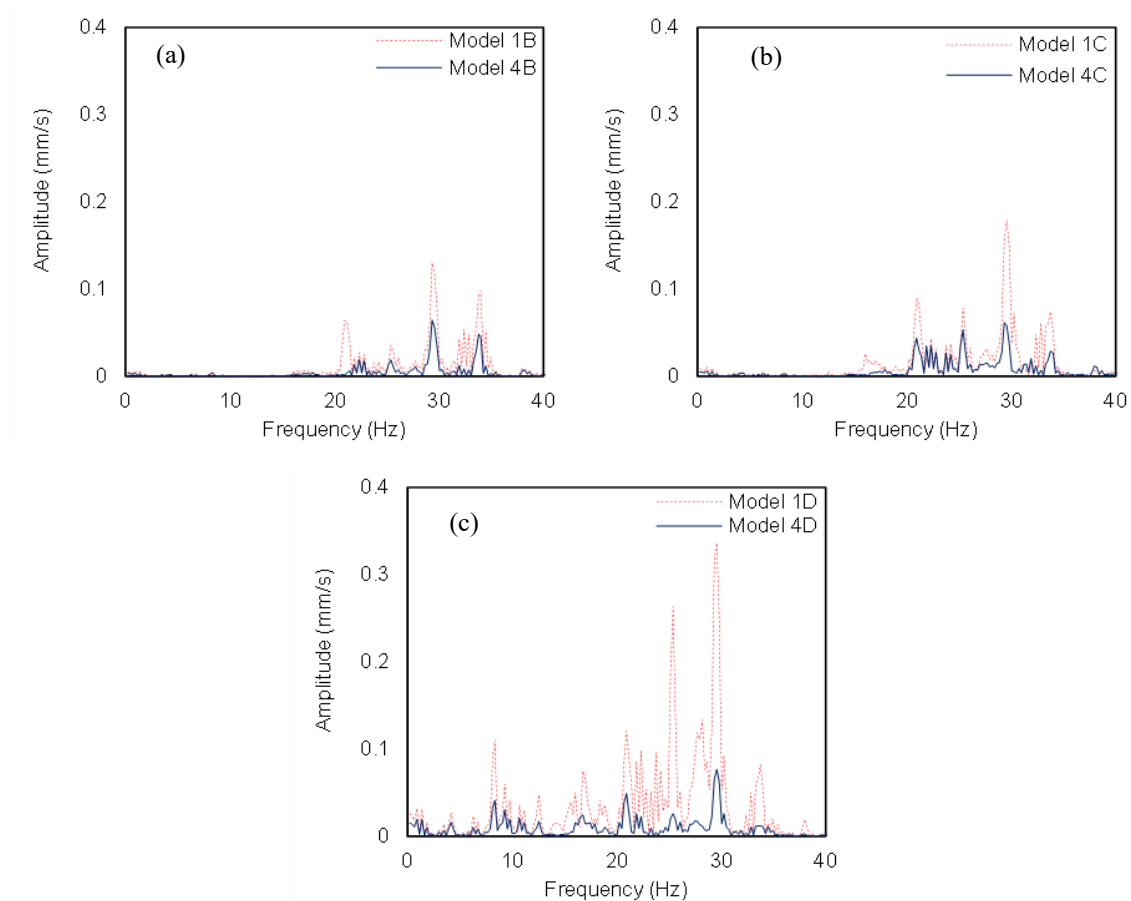 (a)
Model 1B
Model 4B
0.4
0.3
0.2
0.1
0
Amplitude (mm/s)
0 10 20 30 40
Frequency (Hz)
(b)
Model 1C
Model 4C
0.4
0.3
0.2
0.1
0
Amplitude (mm/s)
0 10 20 30 40
Frequency (Hz)
(c)
Model 1D
Model 4D
0.4
0.3
0.2
0.1
0
Amplitude (mm/s)
0 10 20 30 40
Frequency (Hz)